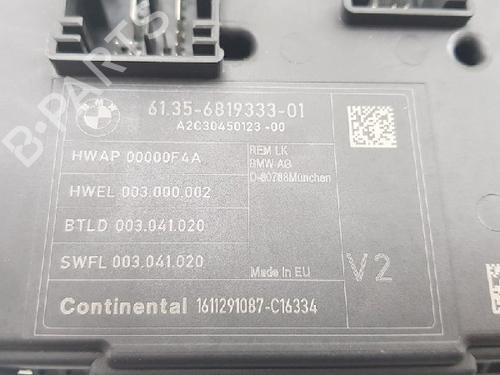 BMW
61.35-6819333-01
A2C30450123-00
HWAP 00000F4A
REM LK
BMW AG
D-80788München
HWEL 003.000.002
BTLD 003.041.020
SWFL 003.041.020
Made in EU
V2
Continental 1611291087-C16334
B-PARTS